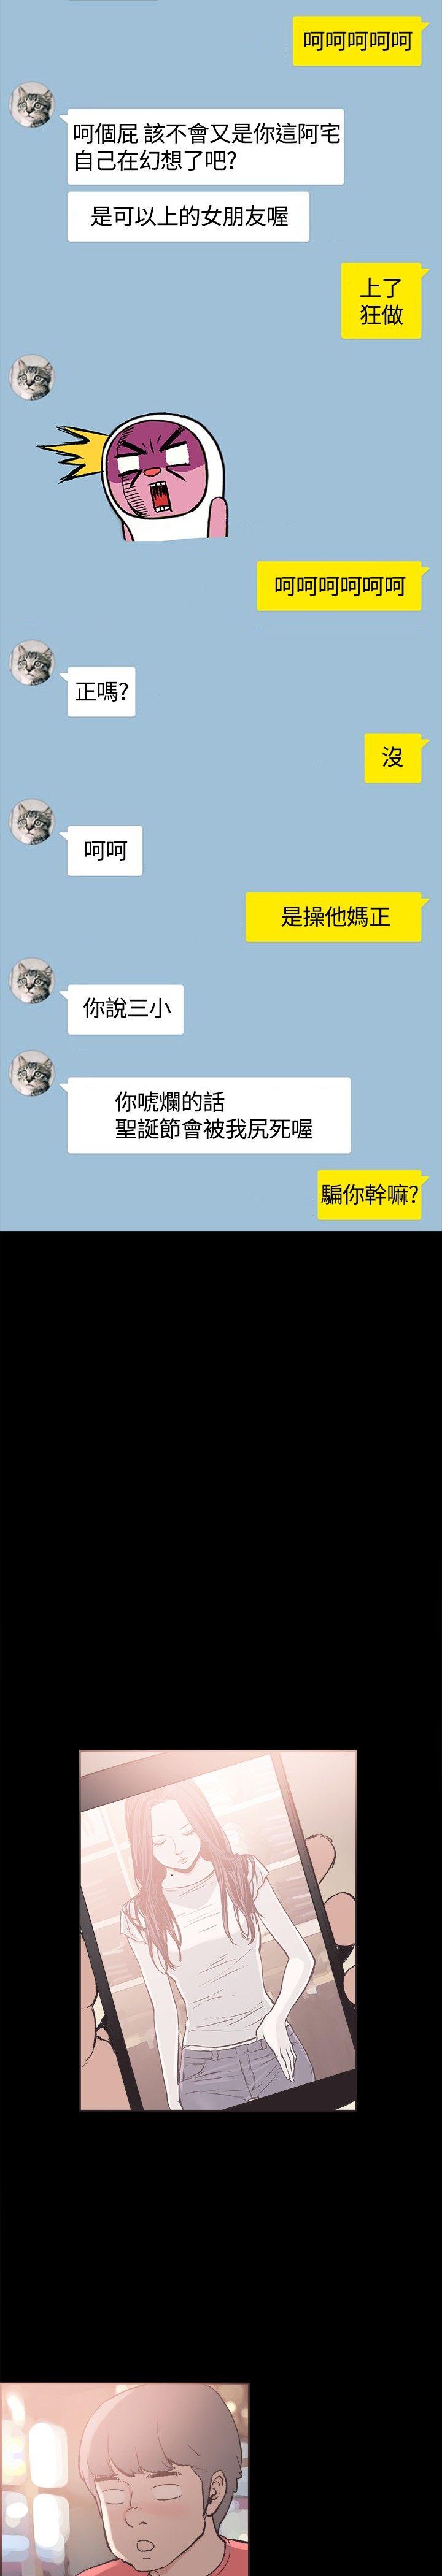 呵呵呵呵呵
呵個屁 該不會又是你這阿宅
自己在幻想了吧?
是可以上的女朋友喔
上了
狂做
呵呵呵呵呵呵
正嗎?
沒
呵呵
是操他媽正
你說三小
你唬爛的話
聖誕節會被我尻死喔
騙你幹嘛?